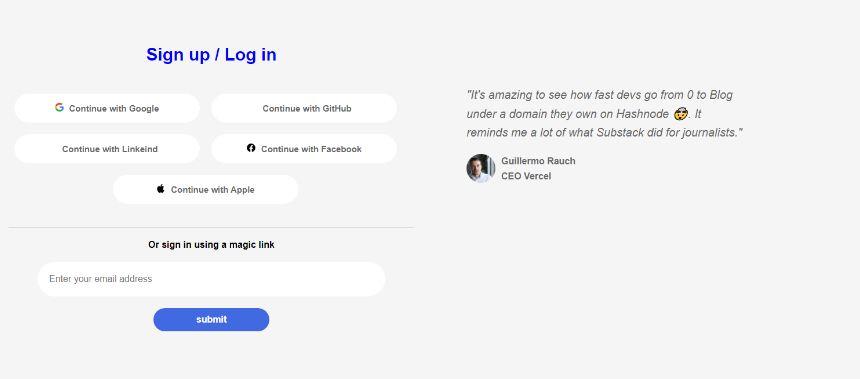 Sign up / Log in
Continue with Google
Continue with GitHub
Continue with Linkeind
Continue with Facebook
Continue with Apple
Or sign in using a magic link
Enter your email address
submit
"It's amazing to see how fast devs go from 0 to Blog
under a domain they own on Hashnode 🤯. It
reminds me a lot of what Substack did for journalists."
Guillermo Rauch
CEO Vercel